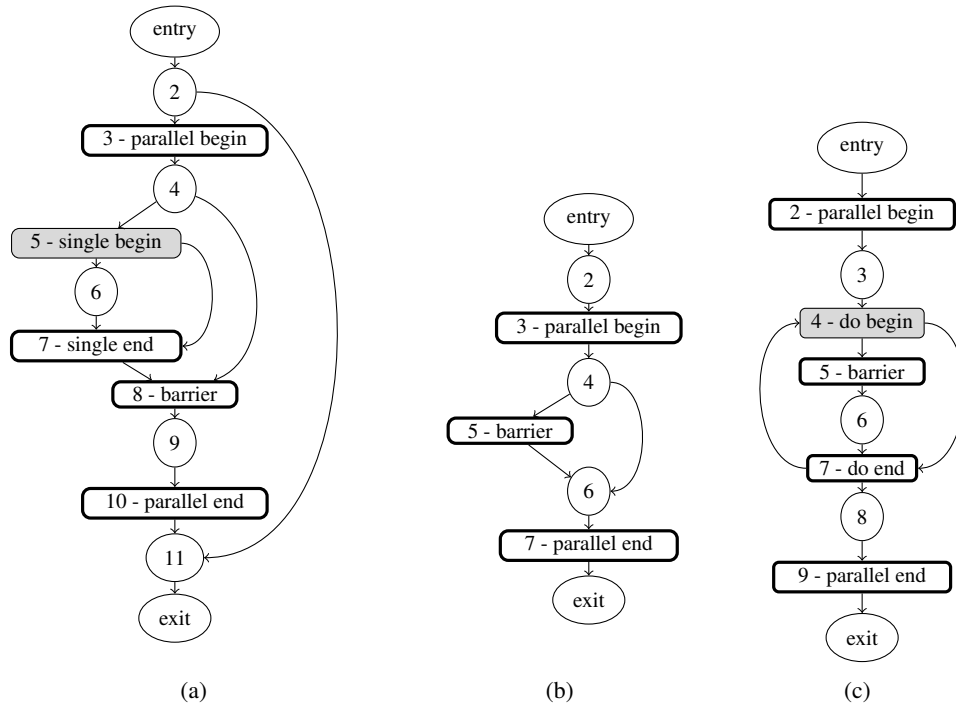 entry
2
3 - parallel begin
4
5 - single begin
6
7 - single end
8 - barrier
9
10 - parallel end
11
exit
(a)
entry
2
3 - parallel begin
4
5 - barrier
6
7 - parallel end
exit
(b)
entry
2 - parallel begin
3
4 - do begin
5 - barrier
6
7 - do end
8
9 - parallel end
exit
(c)